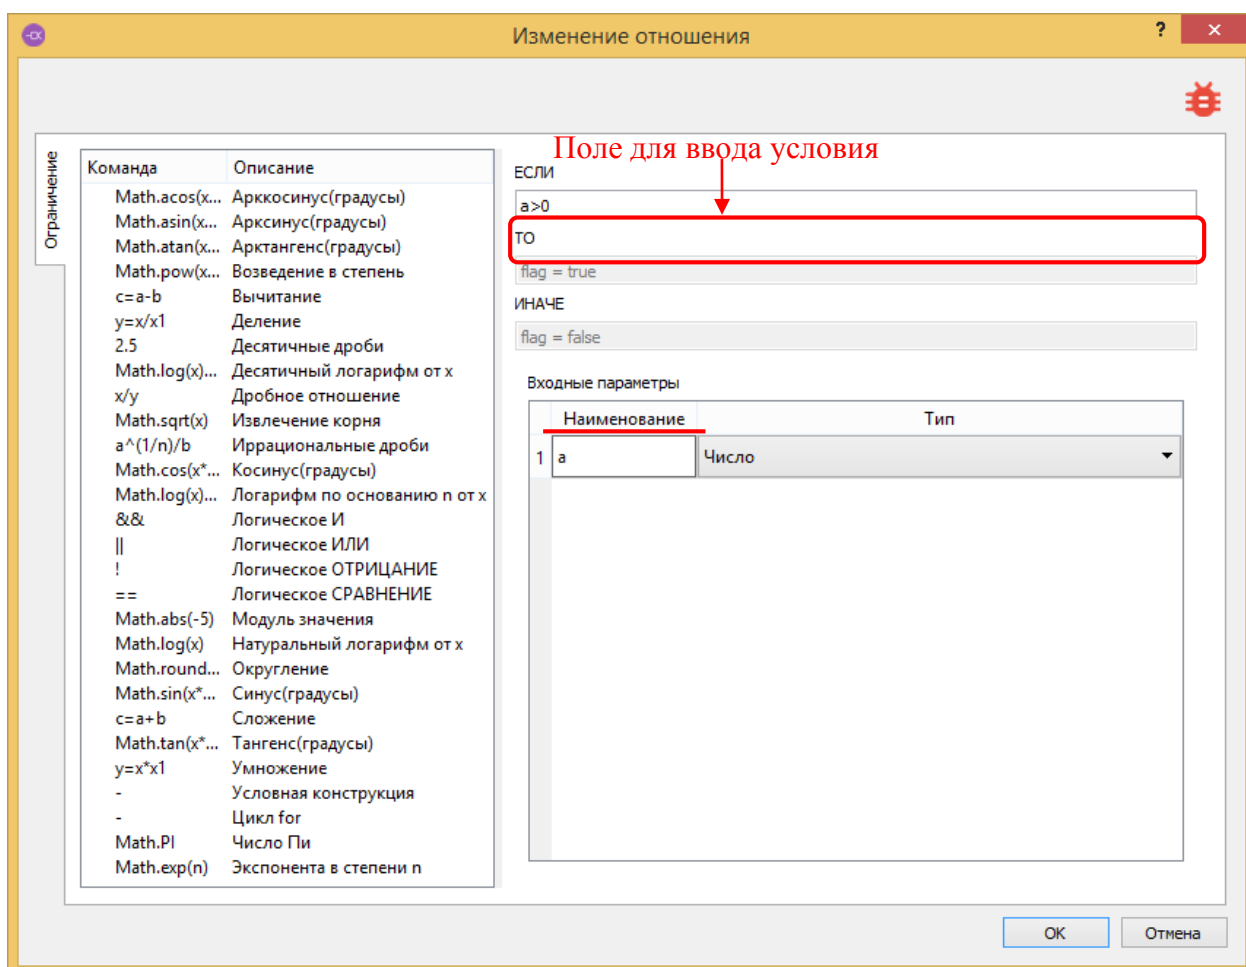 Изменение отношения
?
Ограничение
Команда Описание
Math.acos(x... Арккосинус(градусы)
Math.asin(x... Арксинус(градусы)
Math.atan(x... Арктангенс(градусы)
Math.pow(x... Возведение в степень
c=a-b Вычитание
y=x/x1 Деление
2.5 Десятичные дроби
Math.log(x)... Десятичный логарифм от x
x/y Дробное отношение
Math.sqrt(x) Извлечение корня
a^(1/n)/b Иррациональные дроби
Math.cos(x*... Косинус(градусы)
Math.log(x)... Логарифм по основанию n от x
&& Логическое И
|| Логическое ИЛИ
! Логическое ОТРИЦАНИЕ
== Логическое СРАВНЕНИЕ
Math.abs(-5) Модуль значения
Math.log(x) Натуральный логарифм от x
Math.round... Округление
Math.sin(x*... Синус(градусы)
c=a+b Сложение
Math.tan(x*... Тангенс(градусы)
y=x*x1 Умножение
- Условная конструкция
- Цикл for
Math.PI Число Пи
Math.exp(n) Экспонента в степени n
Поле для ввода условия
ЕСЛИ
a>0
ТО
flag = true
ИНАЧЕ
flag = false
Входные параметры
Наименование Тип
1 a Число
OK Отмена